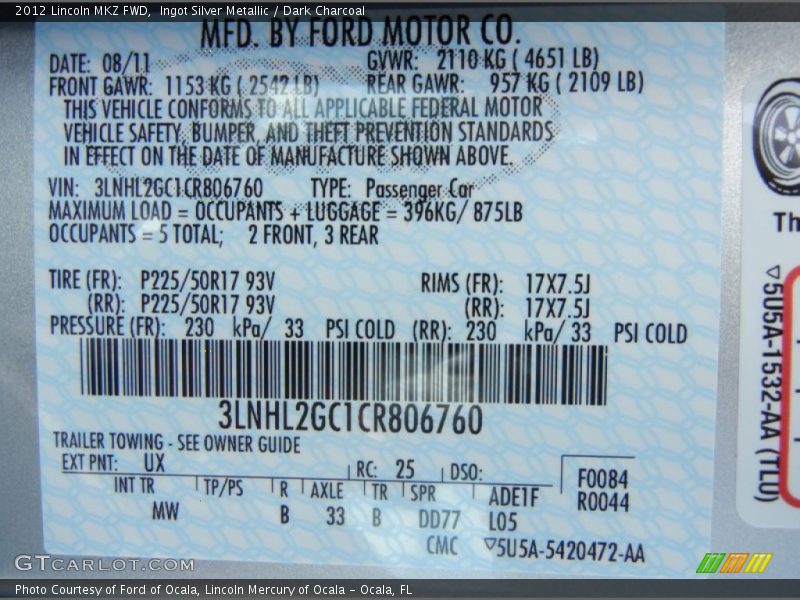 2012 Lincoln MKZ FWD,  Ingot Silver Metallic / Dark Charcoal
MFD. BY FORD MOTOR CO.
DATE: 08/11 GVWR: 2110 KG ( 4651 LB)
FRONT GAWR: 1153 KG ( 2542 LB) REAR GAWR: 957 KG ( 2109 LB)
THIS VEHICLE CONFORMS TO ALL APPLICABLE FEDERAL MOTOR
VEHICLE SAFETY, BUMPER, AND THEFT PREVENTION STANDARDS
IN EFFECT ON THE DATE OF MANUFACTURE SHOWN ABOVE.
VIN: 3LNHL2GC1CR806760 TYPE: Passenger Car
MAXIMUM LOAD = OCCUPANTS + LUGGAGE = 396KG/ 875LB
OCCUPANTS = 5 TOTAL; 2 FRONT, 3 REAR
TIRE (FR): P225/50R17 93V RIMS (FR): 17X7.5J
(RR): P225/50R17 93V (RR): 17X7.5J
PRESSURE (FR): 230 kPa/ 33 PSI COLD (RR): 230 kPa/ 33 PSI COLD
3LNHL2GC1CR806760
TRAILER TOWING - SEE OWNER GUIDE
EXT PNT: UX RC: 25 DSO: F0084
INT TR TP/PS R AXLE TR SPR ADE1F R0044
MW B 33 B DD77 L05
CMC ▽5U5A-5420472-AA
Th
▽5U5A-1532-AA (TLU)
GTCARLOT.COM
Photo Courtesy of Ford of Ocala, Lincoln Mercury of Ocala – Ocala, FL